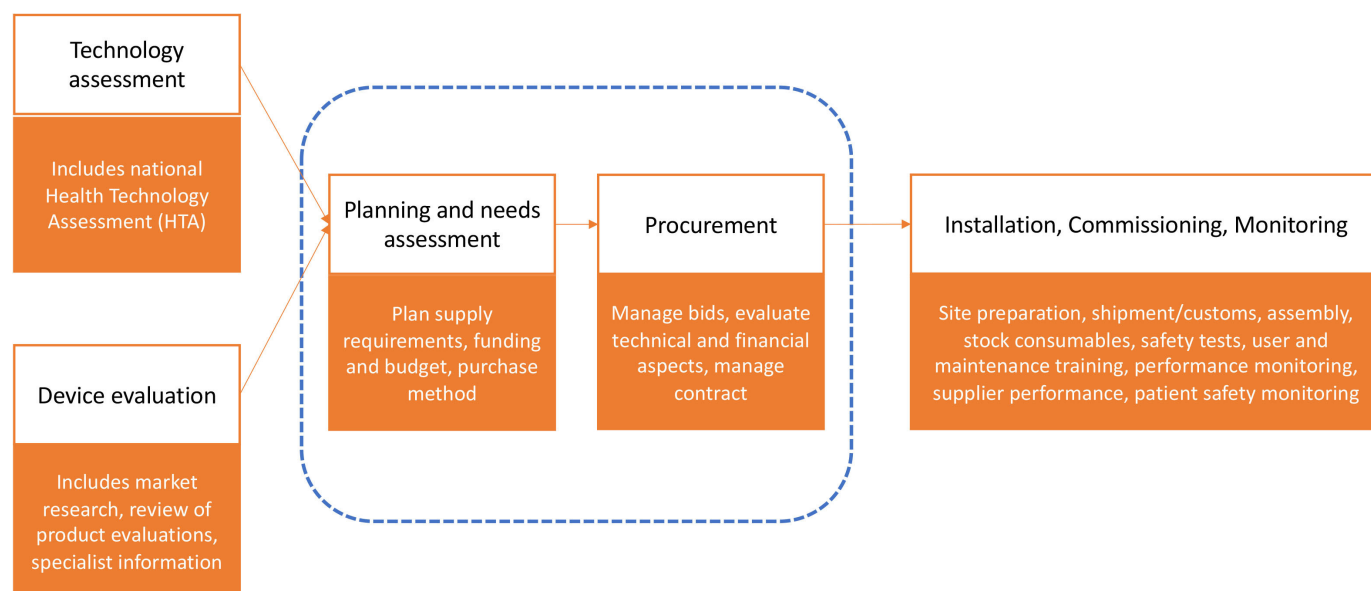 Technology
assessment
Includes national
Health Technology
Assessment (HTA)
Device evaluation
Includes market
research, review of
product evaluations,
specialist information
Planning and needs
assessment
Plan supply
requirements, funding
and budget, purchase
method
Procurement
Manage bids, evaluate
technical and financial
aspects, manage
contract
Installation, Commissioning, Monitoring
Site preparation, shipment/customs, assembly,
stock consumables, safety tests, user and
maintenance training, performance monitoring,
supplier performance, patient safety monitoring